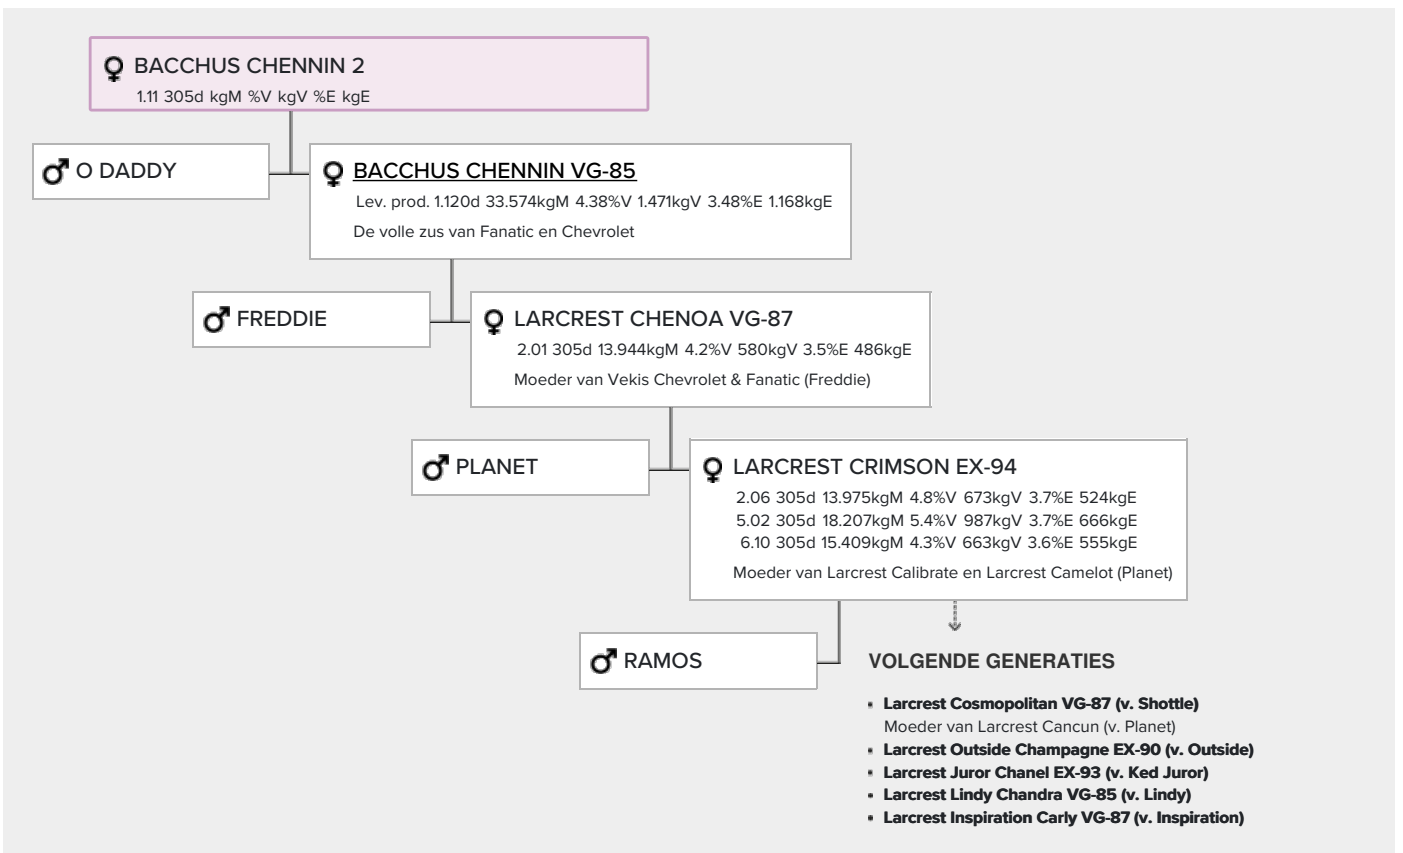 BACCHUS CHENNIN 2
1.11 305d kgM %V kgV %E kgE
O DADDY
BACCHUS CHENNIN VG-85
Lev. prod. 1.120d 33.574kgM 4.38%V 1.471kgV 3.48%E 1.168kgE
De volle zus van Fanatic en Chevrolet
FREDDIE
LARCREST CHENOA VG-87
2.01 305d 13.944kgM 4.2%V 580kgV 3.5%E 486kgE
Moeder van Vekis Chevrolet & Fanatic (Freddie)
PLANET
LARCREST CRIMSON EX-94
2.06 305d 13.975kgM 4.8%V 673kgV 3.7%E 524kgE
5.02 305d 18.207kgM 5.4%V 987kgV 3.7%E 666kgE
6.10 305d 15.409kgM 4.3%V 663kgV 3.6%E 555kgE
Moeder van Larcrest Calibrate en Larcrest Camelot (Planet)
RAMOS
VOLGENDE GENERATIES
Larcrest Cosmopolitan VG-87 (v. Shottle)
Moeder van Larcrest Cancun (v. Planet)
Larcrest Outside Champagne EX-90 (v. Outside)
Larcrest Juror Chanel EX-93 (v. Ked Juror)
Larcrest Lindy Chandra VG-85 (v. Lindy)
Larcrest Inspiration Carly VG-87 (v. Inspiration)